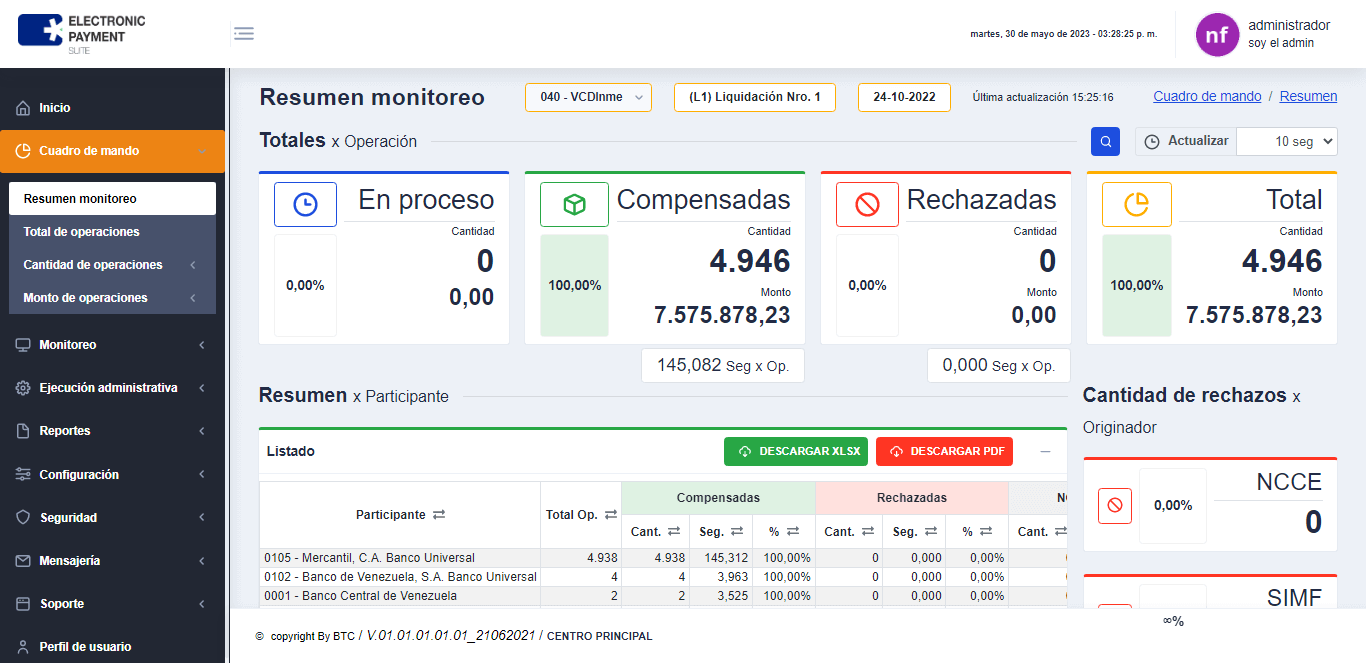 ELECTRONIC
PAYMENT
SUITE
martes, 30 de mayo de 2023 - 03:28:25 p. m.
nf
administrador
soy el admin
Inicio
Cuadro de mando
Resumen monitoreo
Total de operaciones
Cantidad de operaciones
Monto de operaciones
Monitoreo
Ejecución administrativa
Reportes
Configuración
Seguridad
Mensajería
Soporte
Perfil de usuario
Resumen monitoreo
040 - VCDInme
(L1) Liquidación Nro. 1
24-10-2022
Última actualización 15:25:16
Cuadro de mando / Resumen
Totales x Operación
Actualizar
10 seg
En proceso
Cantidad
0,00%
0
0,00
Compensadas
Cantidad
100,00%
4.946
Monto
7.575.878,23
145,082 Seg x Op.
Rechazadas
Cantidad
0,00%
0
Monto
0,00
0,000 Seg x Op.
Total
Cantidad
100,00%
4.946
Monto
7.575.878,23
Resumen x Participante
Listado
DESCARGAR XLSX
DESCARGAR PDF
Participante Total Op. Compensadas Rechazadas
Cant. Seg. % Cant. Seg. % Cant.
0105 - Mercantil, C.A. Banco Universal 4.938 4.938 145,312 100,00% 0 0,000 0,00%
0102 - Banco de Venezuela, S.A. Banco Universal 4 4 3,963 100,00% 0 0,000 0,00%
0001 - Banco Central de Venezuela 2 2 3,525 100,00% 0 0,000 0,00%
Cantidad de rechazos x
Originador
NCCE
0,00%
0
SIMF
∞%
© copyright By BTC / V.01.01.01.01.01_21062021 / CENTRO PRINCIPAL